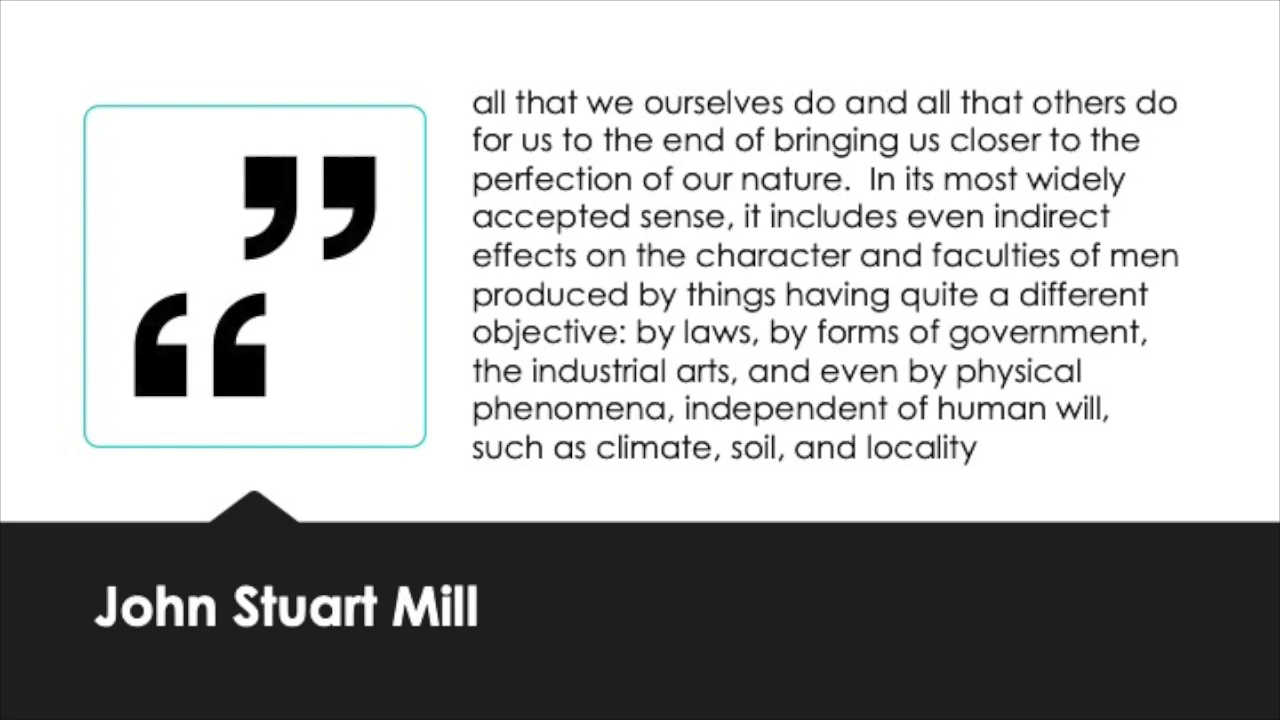 all that we ourselves do and all that others do
for us to the end of bringing us closer to the
perfection of our nature.  In its most widely
accepted sense, it includes even indirect
effects on the character and faculties of men
produced by things having quite a different
objective: by laws, by forms of government,
the industrial arts, and even by physical
phenomena, independent of human will,
such as climate, soil, and locality
John Stuart Mill